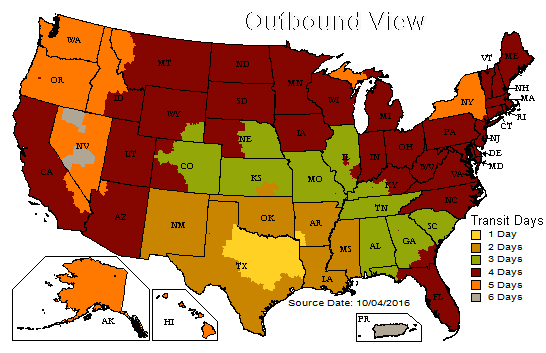 Outbound View
WA
OR
CA
NV
ID
MT
WY
UT
AZ
CO
NM
ND
SD
NE
KS
OK
TX
MN
IA
MO
AR
LA
WI
IL
MI
IN
OH
KY
TN
MS
AL
GA
FL
SC
NC
VA
WV
PA
NY
VT
ME
NH
MA
RI
CT
NJ
DE
MD
AK
HI
PR
Transit Days
1 Day
2 Days
3 Days
4 Days
5 Days
6 Days
Source Date: 10/04/2016